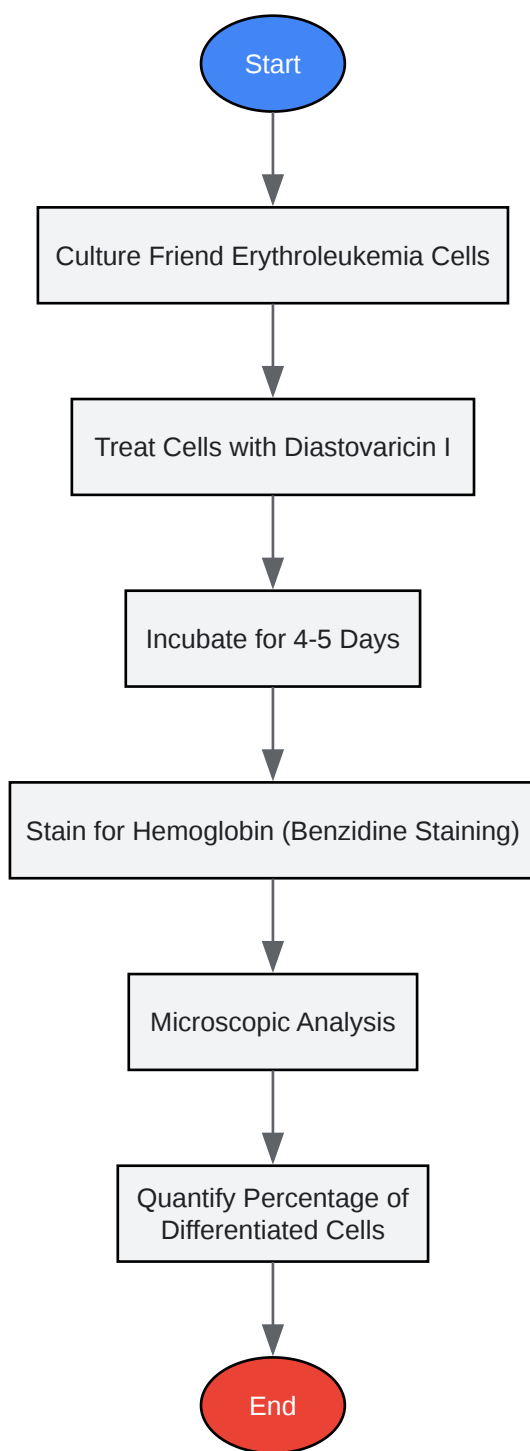 Start
Culture Friend Erythroleukemia Cells
Treat Cells with Diastovaricin I
Incubate for 4-5 Days
Stain for Hemoglobin (Benzidine Staining)
Microscopic Analysis
Quantify Percentage of
Differentiated Cells
End